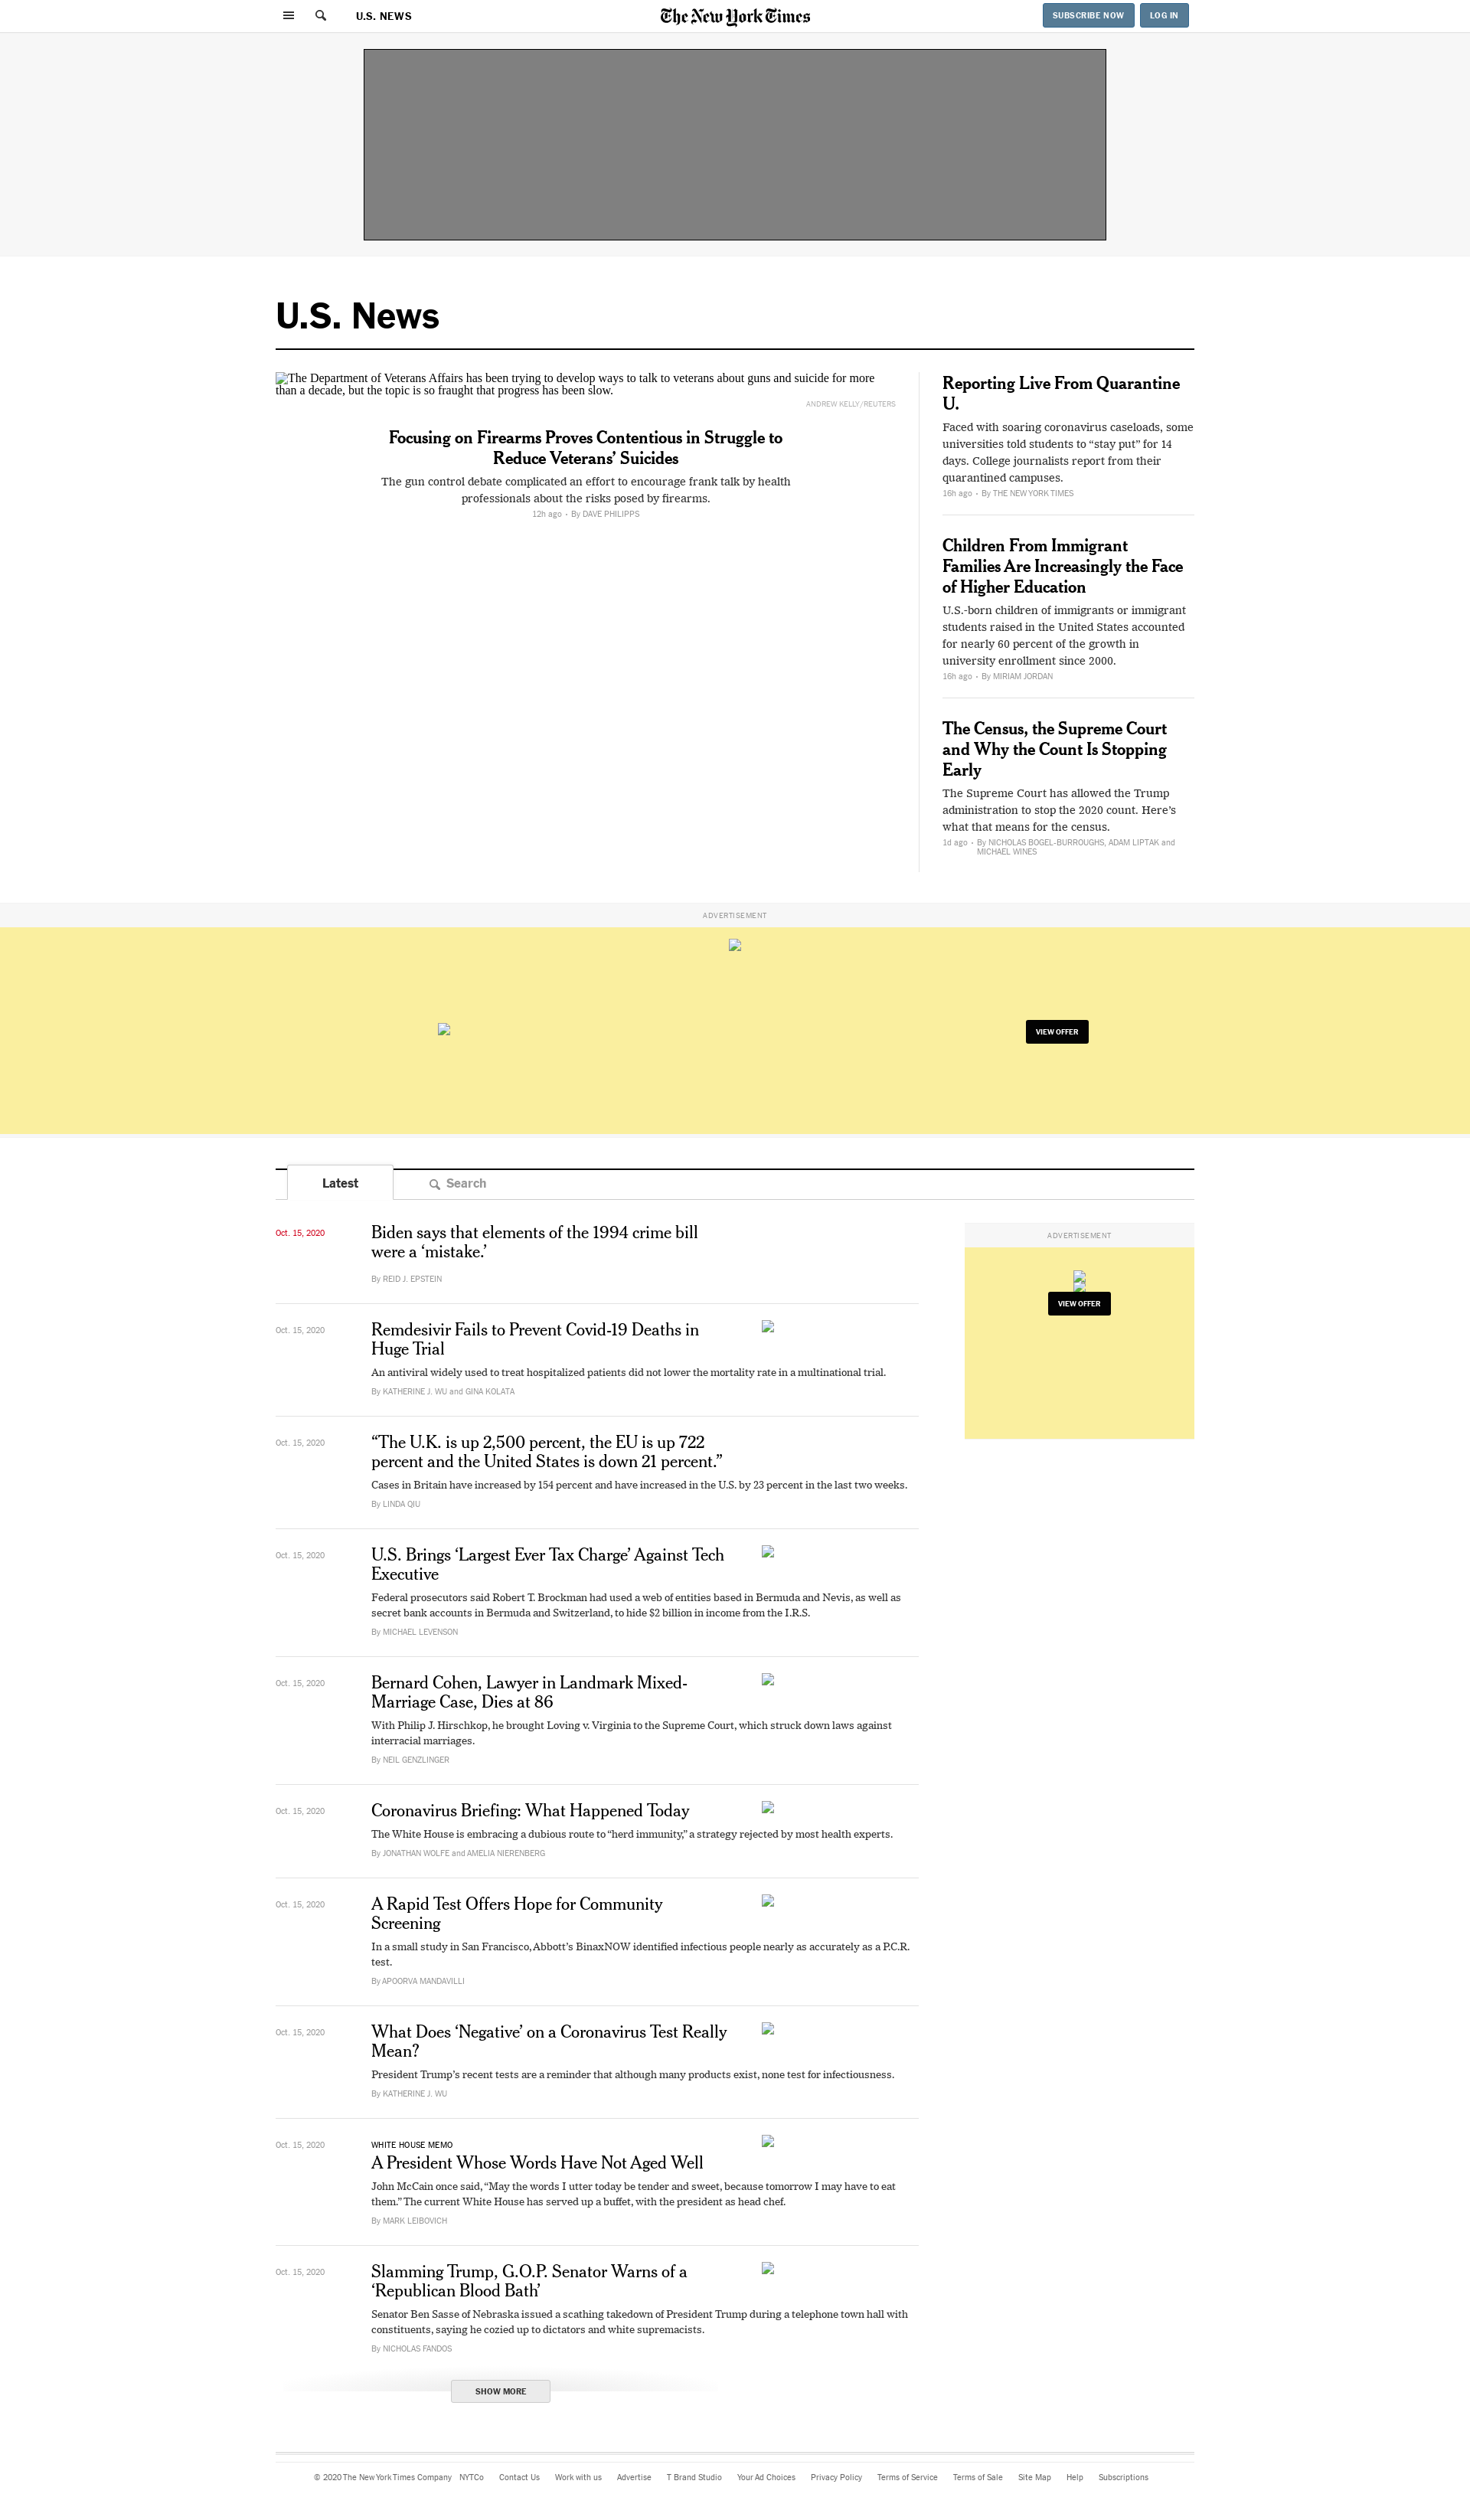 U.S. NEWS
The New York Times
SUBSCRIBE NOW
LOG IN
U.S. News
The Department of Veterans Affairs has been trying to develop ways to talk to veterans about guns and suicide for more
than a decade, but the topic is so fraught that progress has been slow.
ANDREW KELLY/REUTERS
Focusing on Firearms Proves Contentious in Struggle to
Reduce Veterans’ Suicides
The gun control debate complicated an effort to encourage frank talk by health
professionals about the risks posed by firearms.
12h ago • By DAVE PHILIPPS
Reporting Live From Quarantine
U.
Faced with soaring coronavirus caseloads, some
universities told students to “stay put” for 14
days. College journalists report from their
quarantined campuses.
16h ago • By THE NEW YORK TIMES
Children From Immigrant
Families Are Increasingly the Face
of Higher Education
U.S.-born children of immigrants or immigrant
students raised in the United States accounted
for nearly 60 percent of the growth in
university enrollment since 2000.
16h ago • By MIRIAM JORDAN
The Census, the Supreme Court
and Why the Count Is Stopping
Early
The Supreme Court has allowed the Trump
administration to stop the 2020 count. Here’s
what that means for the census.
1d ago • By NICHOLAS BOGEL-BURROUGHS, ADAM LIPTAK and
MICHAEL WINES
ADVERTISEMENT
VIEW OFFER
Latest
Search
Oct. 15, 2020
Biden says that elements of the 1994 crime bill
were a ‘mistake.’
By REID J. EPSTEIN
ADVERTISEMENT
VIEW OFFER
Oct. 15, 2020
Remdesivir Fails to Prevent Covid-19 Deaths in
Huge Trial
An antiviral widely used to treat hospitalized patients did not lower the mortality rate in a multinational trial.
By KATHERINE J. WU and GINA KOLATA
Oct. 15, 2020
“The U.K. is up 2,500 percent, the EU is up 722
percent and the United States is down 21 percent.”
Cases in Britain have increased by 154 percent and have increased in the U.S. by 23 percent in the last two weeks.
By LINDA QIU
Oct. 15, 2020
U.S. Brings ‘Largest Ever Tax Charge’ Against Tech
Executive
Federal prosecutors said Robert T. Brockman had used a web of entities based in Bermuda and Nevis, as well as
secret bank accounts in Bermuda and Switzerland, to hide $2 billion in income from the I.R.S.
By MICHAEL LEVENSON
Oct. 15, 2020
Bernard Cohen, Lawyer in Landmark Mixed-
Marriage Case, Dies at 86
With Philip J. Hirschkop, he brought Loving v. Virginia to the Supreme Court, which struck down laws against
interracial marriages.
By NEIL GENZLINGER
Oct. 15, 2020
Coronavirus Briefing: What Happened Today
The White House is embracing a dubious route to “herd immunity,” a strategy rejected by most health experts.
By JONATHAN WOLFE and AMELIA NIERENBERG
Oct. 15, 2020
A Rapid Test Offers Hope for Community
Screening
In a small study in San Francisco, Abbott’s BinaxNOW identified infectious people nearly as accurately as a P.C.R.
test.
By APOORVA MANDAVILLI
Oct. 15, 2020
What Does ‘Negative’ on a Coronavirus Test Really
Mean?
President Trump’s recent tests are a reminder that although many products exist, none test for infectiousness.
By KATHERINE J. WU
Oct. 15, 2020
WHITE HOUSE MEMO
A President Whose Words Have Not Aged Well
John McCain once said, “May the words I utter today be tender and sweet, because tomorrow I may have to eat
them.” The current White House has served up a buffet, with the president as head chef.
By MARK LEIBOVICH
Oct. 15, 2020
Slamming Trump, G.O.P. Senator Warns of a
‘Republican Blood Bath’
Senator Ben Sasse of Nebraska issued a scathing takedown of President Trump during a telephone town hall with
constituents, saying he cozied up to dictators and white supremacists.
By NICHOLAS FANDOS
SHOW MORE
© 2020 The New York Times Company NYTCo Contact Us Work with us Advertise T Brand Studio Your Ad Choices Privacy Policy Terms of Service Terms of Sale Site Map Help Subscriptions